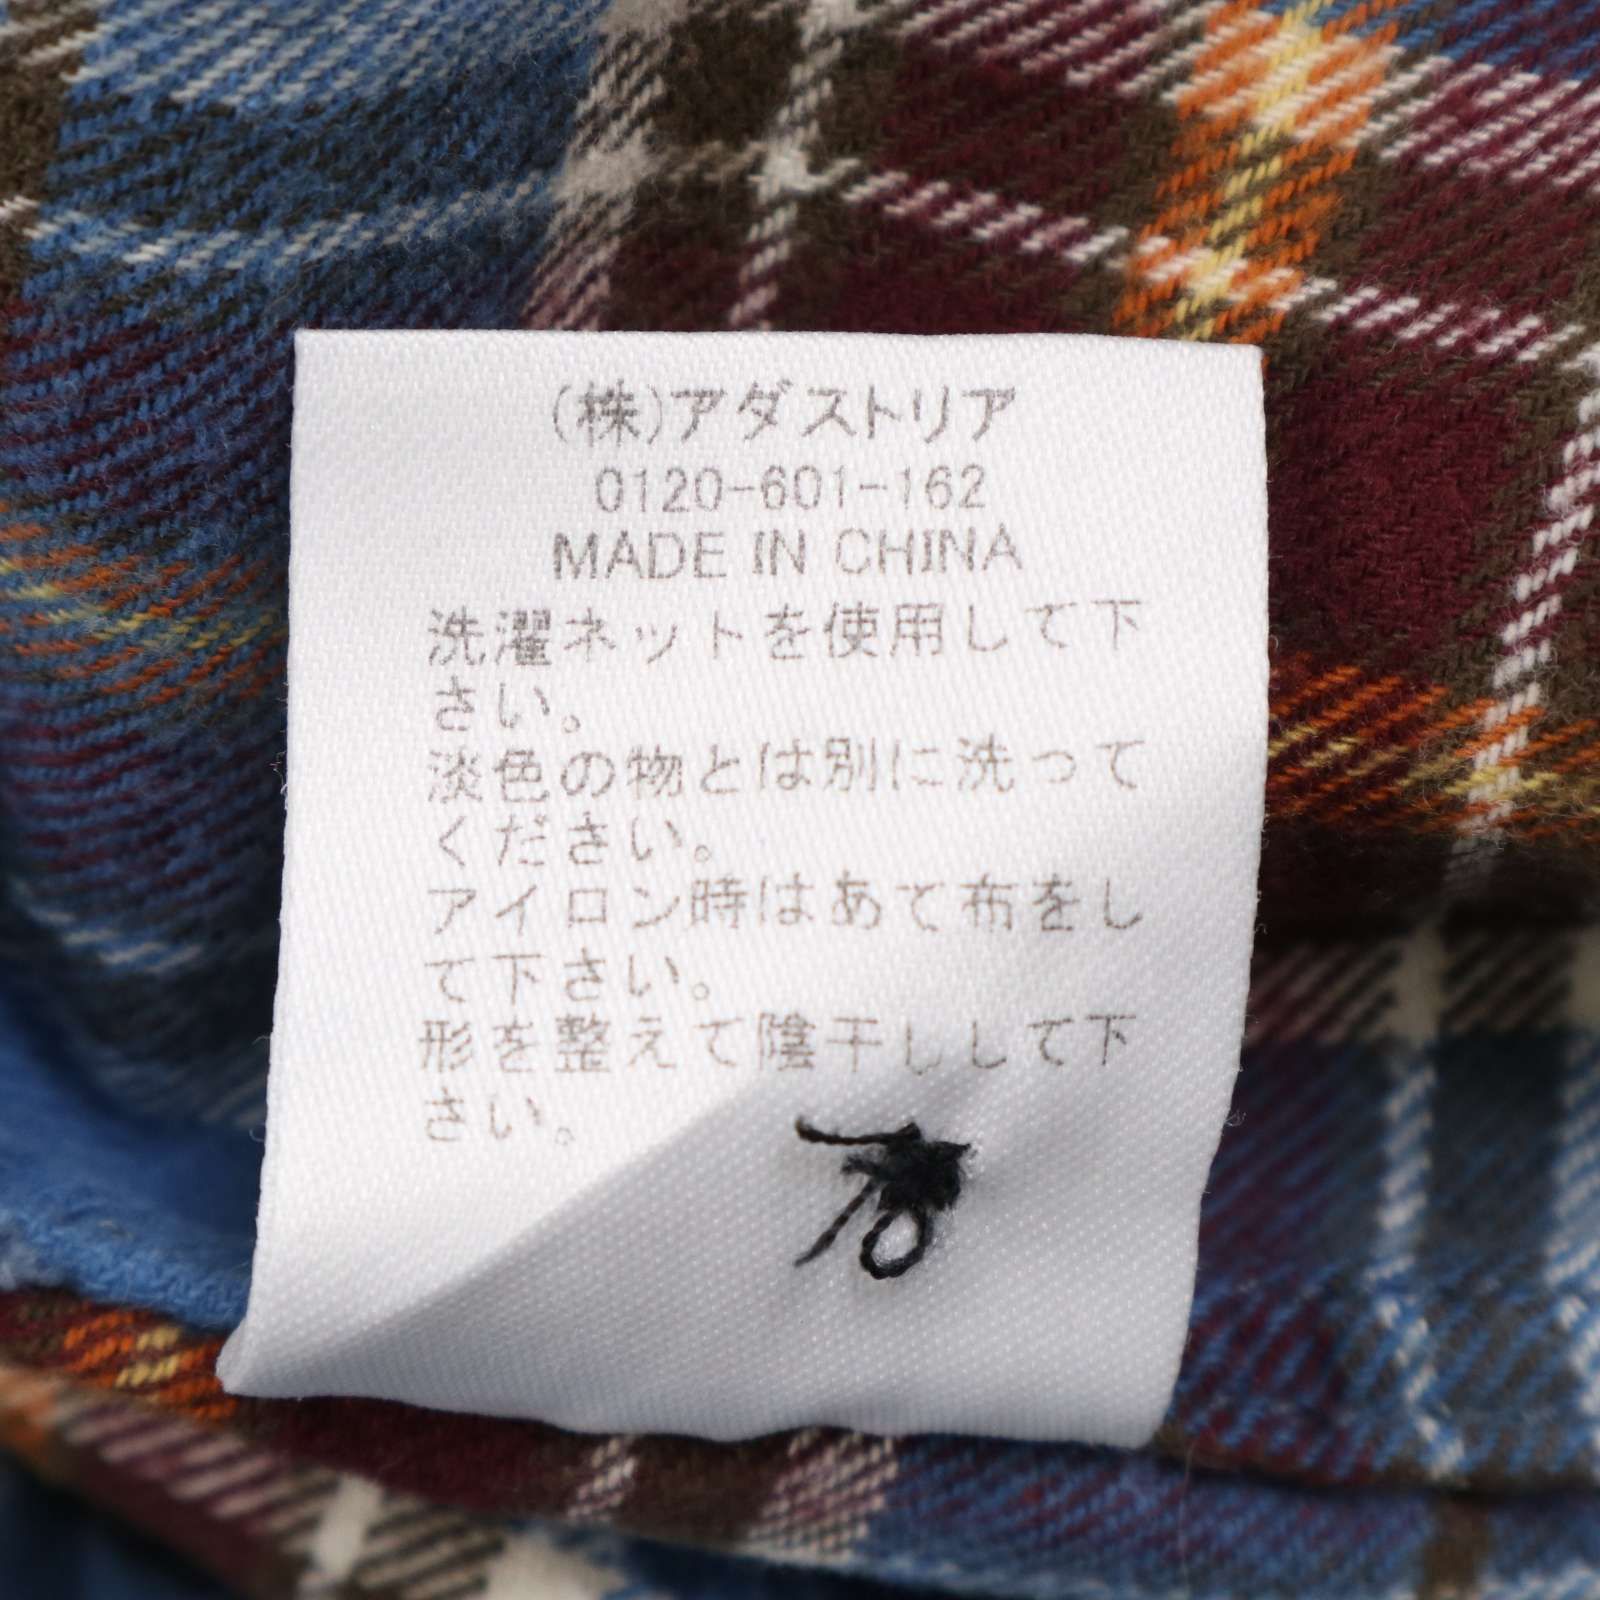 (株)アダストリア
0120-601-162
MADE IN CHINA
洗濯ネットを使用して下
さい。
淡色の物とは別に洗って
ください。
アイロン時はあて布をし
て下さい。
形を整えて陰干しして下
さい。